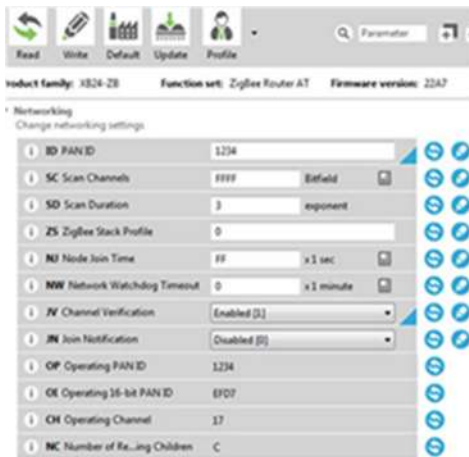 Read Write Default Update Profile
Parameter
roduct family: XB24-ZB Function set: ZigBee Router AT Firmware version: 22A7
Networking
Change networking settings
i ID PAN ID 1234
i SC Scan Channels FFFF Bitfield
i SD Scan Duration 3 exponent
i ZS ZigBee Stack Profile 0
i NJ Node Join Time FF x 1 sec
i NW Network Watchdog Timeout 0 x 1 minute
i JV Channel Verification Enabled [1]
i JN Join Notification Disabled [0]
i OP Operating PAN ID 1234
i OI Operating 16-bit PAN ID EFD7
i CH Operating Channel 17
i NC Number of Re...ing Children C